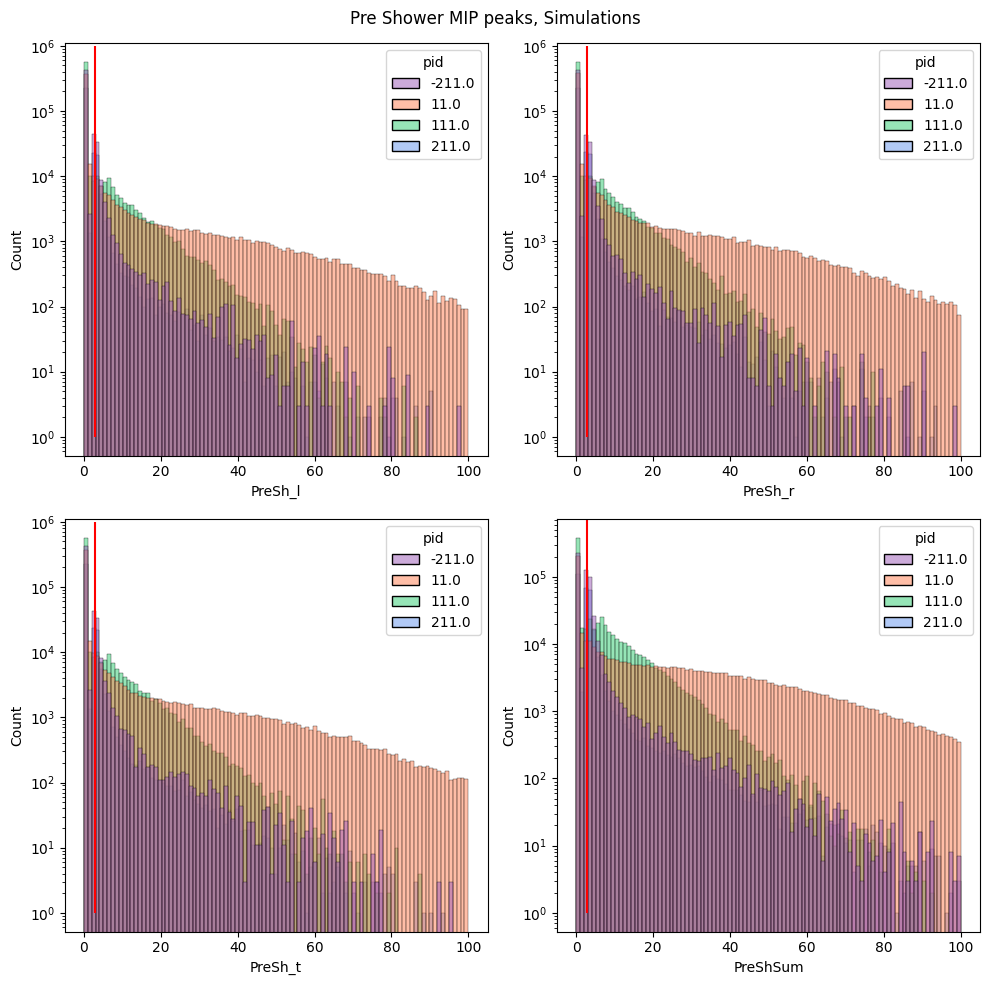 Pre Shower MIP peaks, Simulations
10⁶
10⁵
10⁴
10³
10²
10¹
10⁰
Count
pid
-211.0
11.0
111.0
211.0
0 20 40 60 80 100
PreSh_l
10⁶
10⁵
10⁴
10³
10²
10¹
10⁰
Count
pid
-211.0
11.0
111.0
211.0
0 20 40 60 80 100
PreSh_r
10⁶
10⁵
10⁴
10³
10²
10¹
10⁰
Count
pid
-211.0
11.0
111.0
211.0
0 20 40 60 80 100
PreSh_t
10⁵
10⁴
10³
10²
10¹
10⁰
Count
pid
-211.0
11.0
111.0
211.0
0 20 40 60 80 100
PreShSum